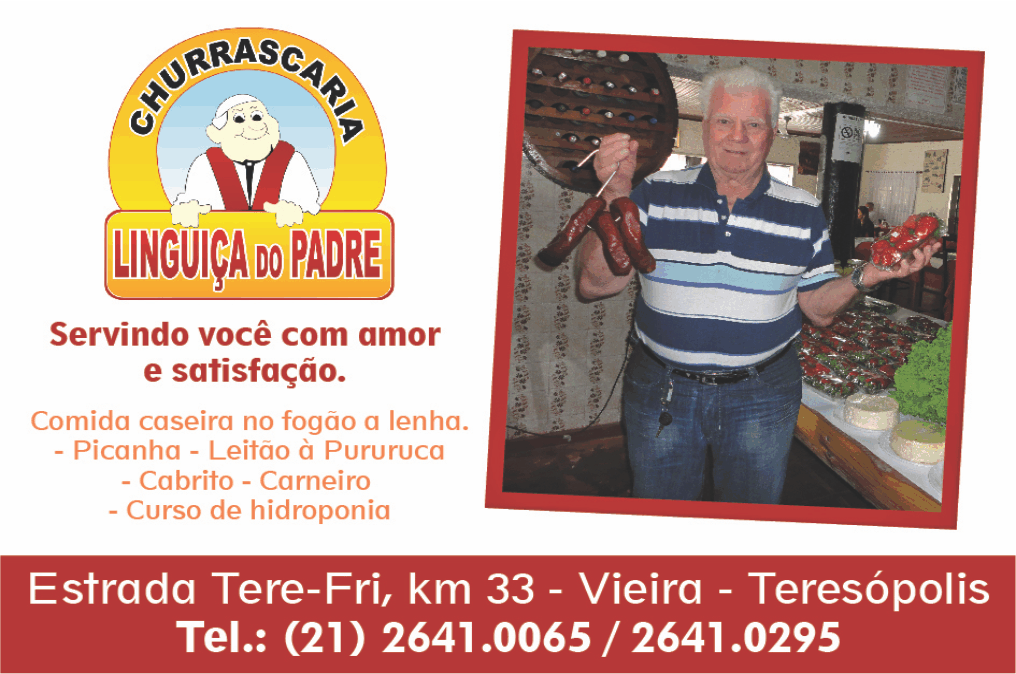 CHURRASCARIA
LINGUIÇA DO PADRE
Servindo você com amor
e satisfação.
Comida caseira no fogão a lenha.
- Picanha - Leitão à Pururuca
- Cabrito - Carneiro
- Curso de hidroponia
Estrada Tere-Fri, km 33 - Vieira - Teresópolis
Tel.: (21) 2641.0065 / 2641.0295